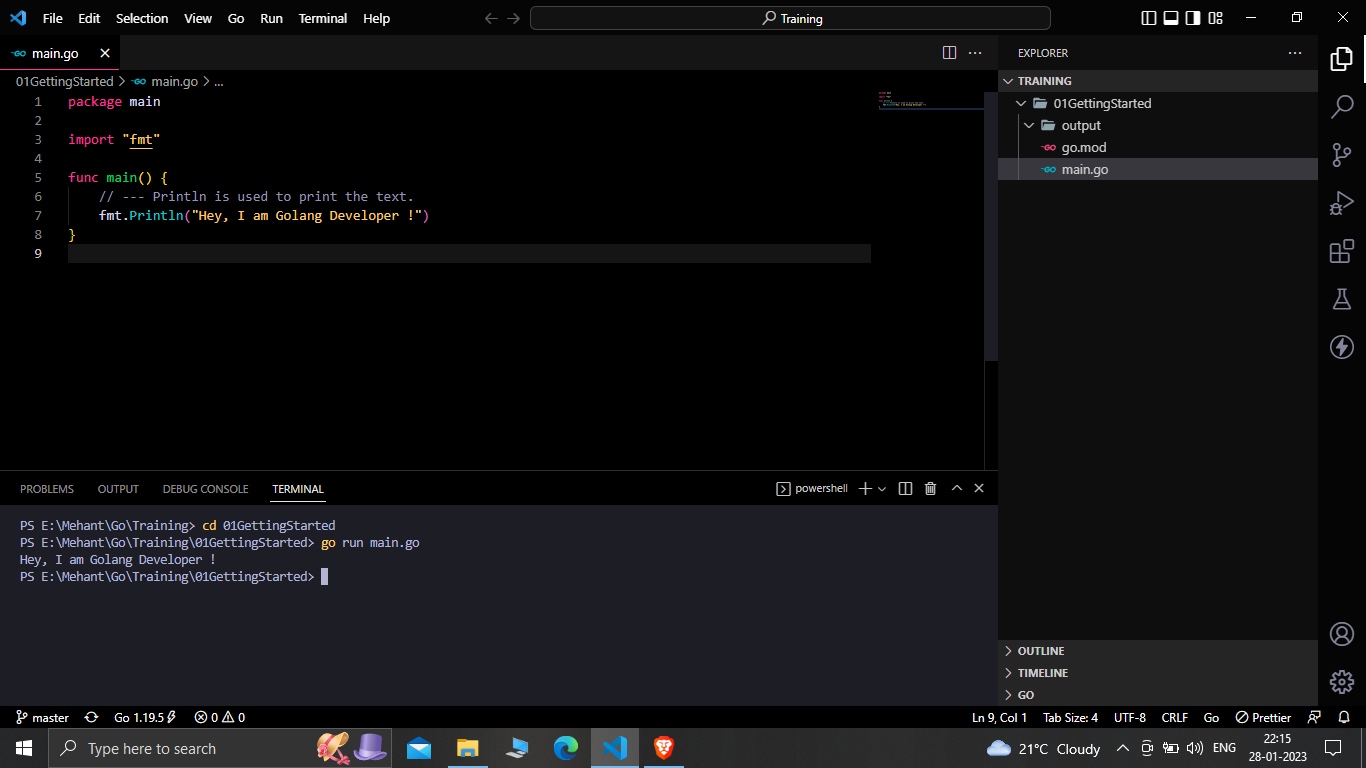 File Edit Selection View Go Run Terminal Help
Training
GO main.go
01GettingStarted > GO main.go > ...
1 package main
2
3 import "fmt"
4
5 func main() {
6 // --- Println is used to print the text.
7 fmt.Println("Hey, I am Golang Developer !")
8 }
9
EXPLORER
TRAINING
01GettingStarted
output
GO go.mod
GO main.go
OUTLINE
TIMELINE
GO
PROBLEMS OUTPUT DEBUG CONSOLE TERMINAL
powershell
PS E:\Mehant\Go\Training> cd 01GettingStarted
PS E:\Mehant\Go\Training\01GettingStarted> go run main.go
Hey, I am Golang Developer !
PS E:\Mehant\Go\Training\01GettingStarted>
master Go 1.19.5 0 0 Ln 9, Col 1 Tab Size: 4 UTF-8 CRLF Go Prettier
Type here to search
21°C Cloudy ENG
22:15
28-01-2023